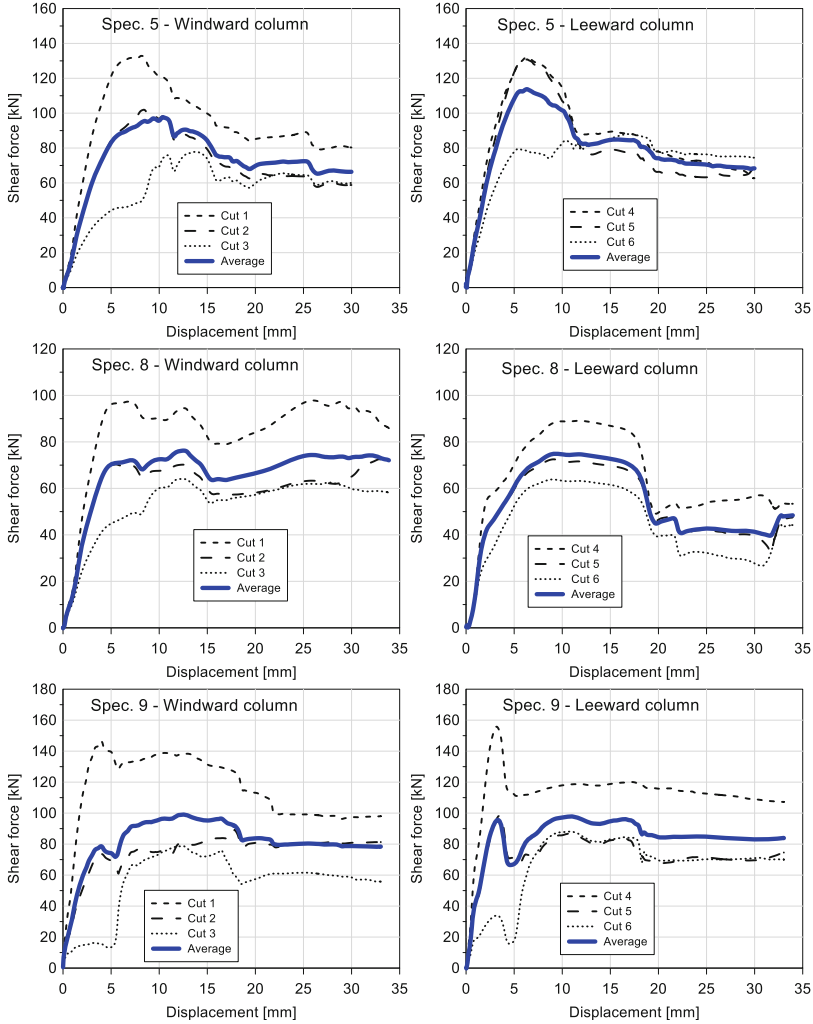 Spec. 5 - Windward column
Shear force [kN]
160
140
120
100
80
60
40
20
0
Cut 1
Cut 2
Cut 3
Average
0 5 10 15 20 25 30 35
Displacement [mm]
Spec. 5 - Leeward column
Shear force [kN]
160
140
120
100
80
60
40
20
0
Cut 4
Cut 5
Cut 6
Average
0 5 10 15 20 25 30 35
Displacement [mm]
Spec. 8 - Windward column
Shear force [kN]
120
100
80
60
40
20
0
Cut 1
Cut 2
Cut 3
Average
0 5 10 15 20 25 30 35
Displacement [mm]
Spec. 8 - Leeward column
Shear force [kN]
120
100
80
60
40
20
0
Cut 4
Cut 5
Cut 6
Average
0 5 10 15 20 25 30 35
Displacement [mm]
Spec. 9 - Windward column
Shear force [kN]
180
160
140
120
100
80
60
40
20
0
Cut 1
Cut 2
Cut 3
Average
0 5 10 15 20 25 30 35
Displacement [mm]
Spec. 9 - Leeward column
Shear force [kN]
180
160
140
120
100
80
60
40
20
0
Cut 4
Cut 5
Cut 6
Average
0 5 10 15 20 25 30 35
Displacement [mm]